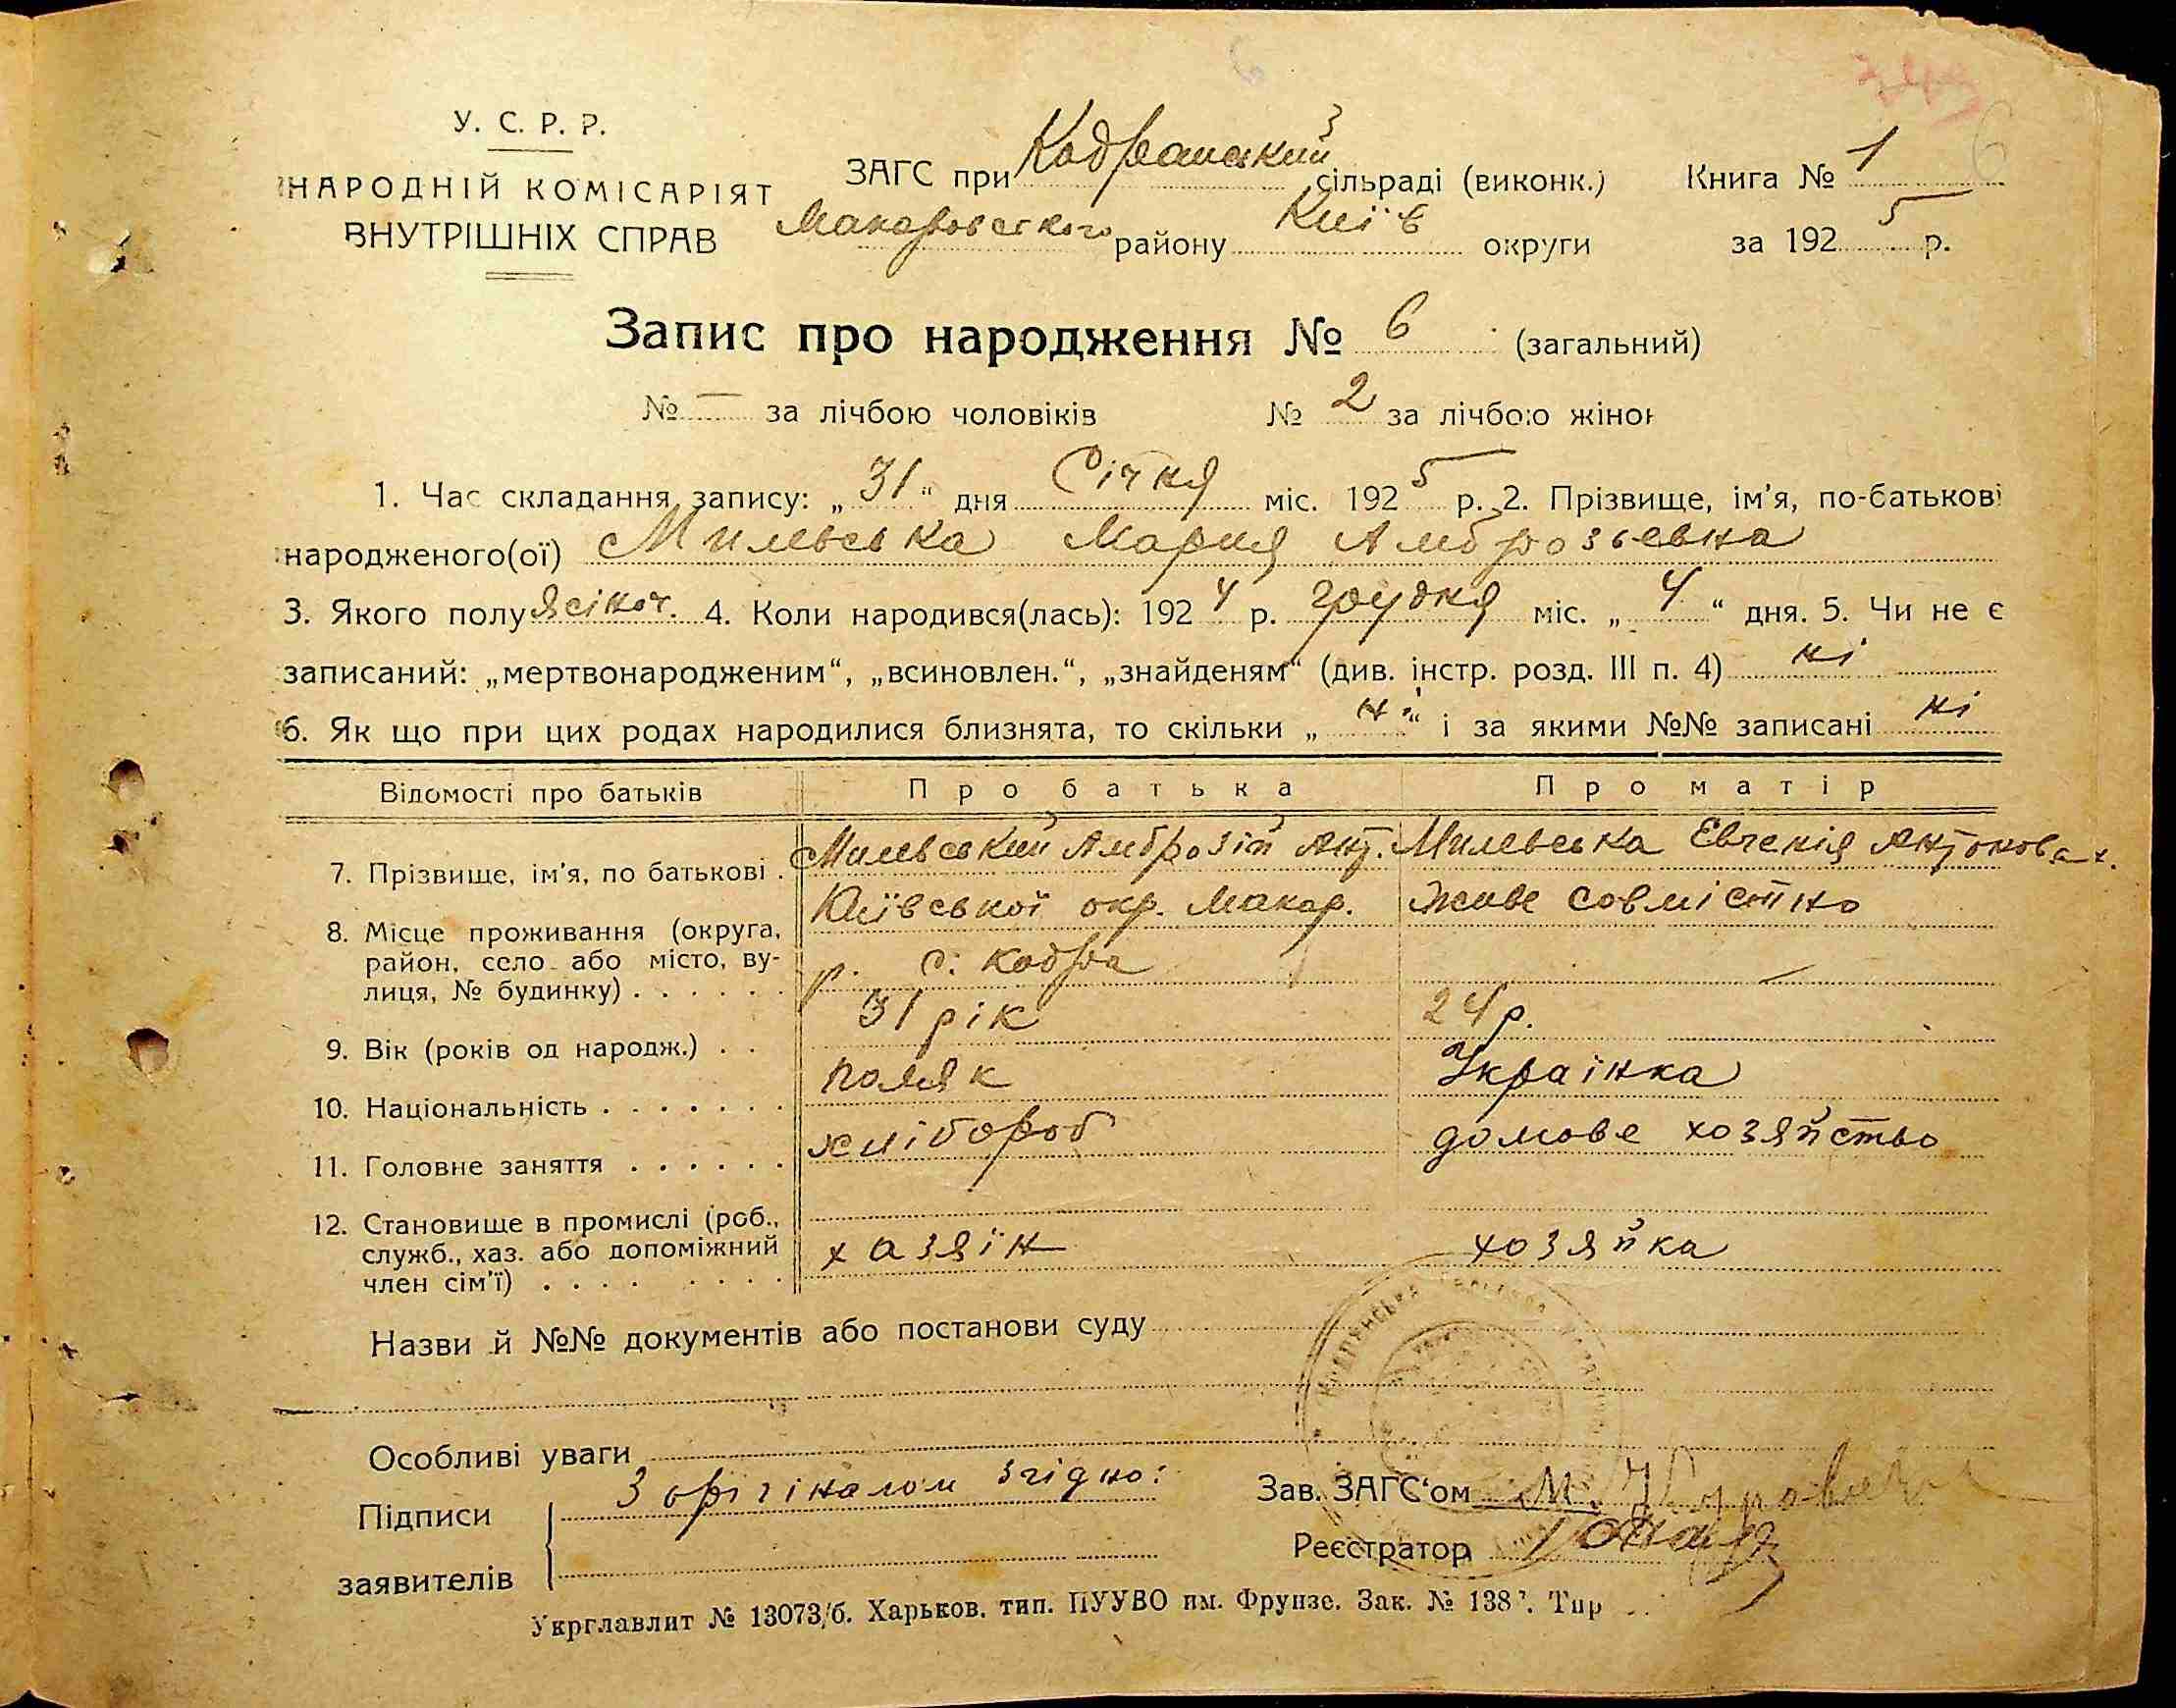 У. С. Р. Р.
НАРОДНІЙ КОМІСАРІЯТ
ВНУТРІШНІХ СПРАВ
ЗАГС при Кодранський сільраді (виконк.)
Макаровского району Київ округи
Книга № 1
за 1925 р.
6
Запис про народження № 6 (загальний)
№ — за лічбою чоловіків № 2 за лічбою жінок
1. Час складання запису: „31“ дня Січня міс. 1925 р. 2. Прізвище, ім'я, по-батькові
народженого(ої) Милевська Мария Амброзьевна
3. Якого полу жіноч. 4. Коли народився(лась): 1924 р. грудня міс. „4“ дня. 5. Чи не є
записаний: „мертвонародженим“, „всиновлен.“, „знайденям“ (див. інстр. розд. III п. 4) ні
6. Як що при цих родах народилися близнята, то скільки „ні“ і за якими №№ записані ні
Відомості про батьків Про батька Про матір
7. Прізвище, ім'я, по батькові . Милевський Амброзій Ант. Милевська Евгенія Антоновн.
8. Місце проживання (округа, район, село або місто, вулиця, № будинку) . . . . . . Київської окр. Макар. р. с. Кодра живе совмістно —
9. Вік (років од народж.) . . 31 рік 24 р.
10. Національність . . . . . . . поляк Українка
11. Головне заняття . . . . . . хлібороб домове хозяйство
12. Становище в промислі (роб., служб., хаз. або допоміжний член сім'ї) . . . . . . . . хазяїн хозяйка
Назви й №№ документів або постанови суду
Особливі уваги
Підписи заявителів З орігіналом згідно:
Зав. ЗАГС'ом М.
Реєстратор
Укрглавлит № 13073/б. Харьков. тип. ПУУВО им. Фрунзе. Зак. № 138